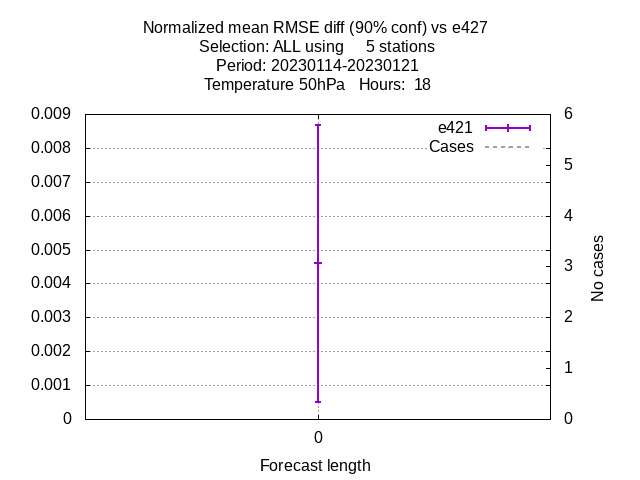 Normalized mean RMSE diff (90% conf) vs e427
Selection: ALL using     5 stations
Period: 20230114-20230121
Temperature 50hPa   Hours:  18
0.009
0.008
0.007
0.006
0.005
0.004
0.003
0.002
0.001
0
6
5
4
3
2
1
0
e421
Cases
No cases
0
Forecast length